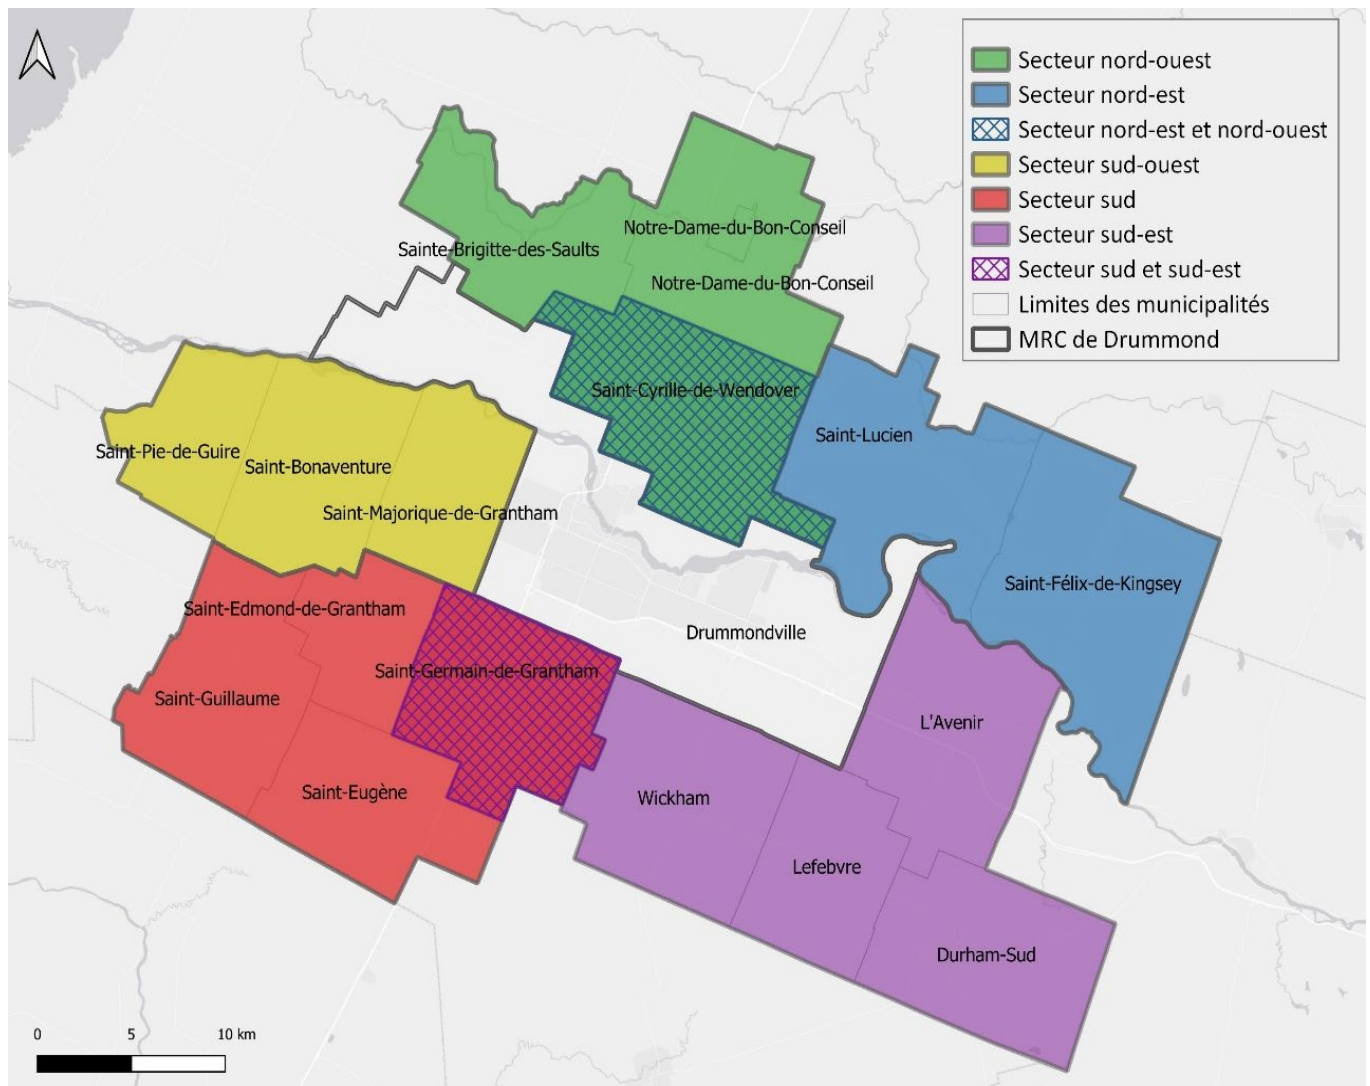 Secteur nord-ouest
Secteur nord-est
Secteur nord-est et nord-ouest
Secteur sud-ouest
Secteur sud
Secteur sud-est
Secteur sud et sud-est
Limites des municipalités
MRC de Drummond
Notre-Dame-du-Bon-Conseil
Sainte-Brigitte-des-Saults
Notre-Dame-du-Bon-Conseil
Saint-Cyrille-de-Wendover
Saint-Lucien
Saint-Pie-de-Guire
Saint-Bonaventure
Saint-Majorique-de-Grantham
Saint-Félix-de-Kingsey
Saint-Edmond-de-Grantham
Drummondville
Saint-Germain-de-Grantham
Saint-Guillaume
L'Avenir
Saint-Eugène
Wickham
Lefebvre
Durham-Sud
0 5 10 km